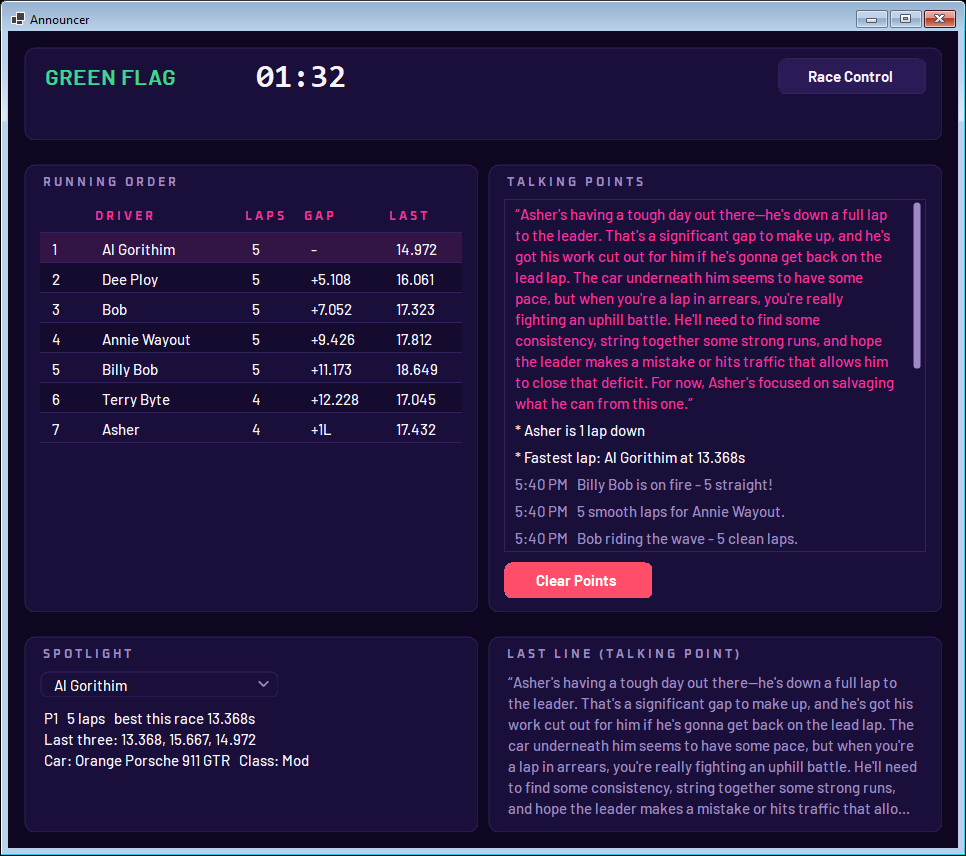 Announcer
GREEN FLAG 01:32 Race Control
RUNNING ORDER
DRIVER LAPS GAP LAST
1 Al Gorithim 5 - 14.972
2 Dee Ploy 5 +5.108 16.061
3 Bob 5 +7.052 17.323
4 Annie Wayout 5 +9.426 17.812
5 Billy Bob 5 +11.173 18.649
6 Terry Byte 4 +12.228 17.045
7 Asher 4 +1L 17.432
TALKING POINTS
“Asher's having a tough day out there—he's down a full lap
to the leader. That's a significant gap to make up, and he's
got his work cut out for him if he's gonna get back on the
lead lap. The car underneath him seems to have some
pace, but when you're a lap in arrears, you're really
fighting an uphill battle. He'll need to find some
consistency, string together some strong runs, and hope
the leader makes a mistake or hits traffic that allows him
to close that deficit. For now, Asher's focused on salvaging
what he can from this one.”
* Asher is 1 lap down
* Fastest lap: Al Gorithim at 13.368s
5:40 PM Billy Bob is on fire - 5 straight!
5:40 PM 5 smooth laps for Annie Wayout.
5:40 PM Bob riding the wave - 5 clean laps.
Clear Points
SPOTLIGHT
Al Gorithim
P1 5 laps best this race 13.368s
Last three: 13.368, 15.667, 14.972
Car: Orange Porsche 911 GTR Class: Mod
LAST LINE (TALKING POINT)
“Asher's having a tough day out there—he's down a full lap to
the leader. That's a significant gap to make up, and he's got his
work cut out for him if he's gonna get back on the lead lap. The
car underneath him seems to have some pace, but when you're
a lap in arrears, you're really fighting an uphill battle. He'll need
to find some consistency, string together some strong runs,
and hope the leader makes a mistake or hits traffic that allo...